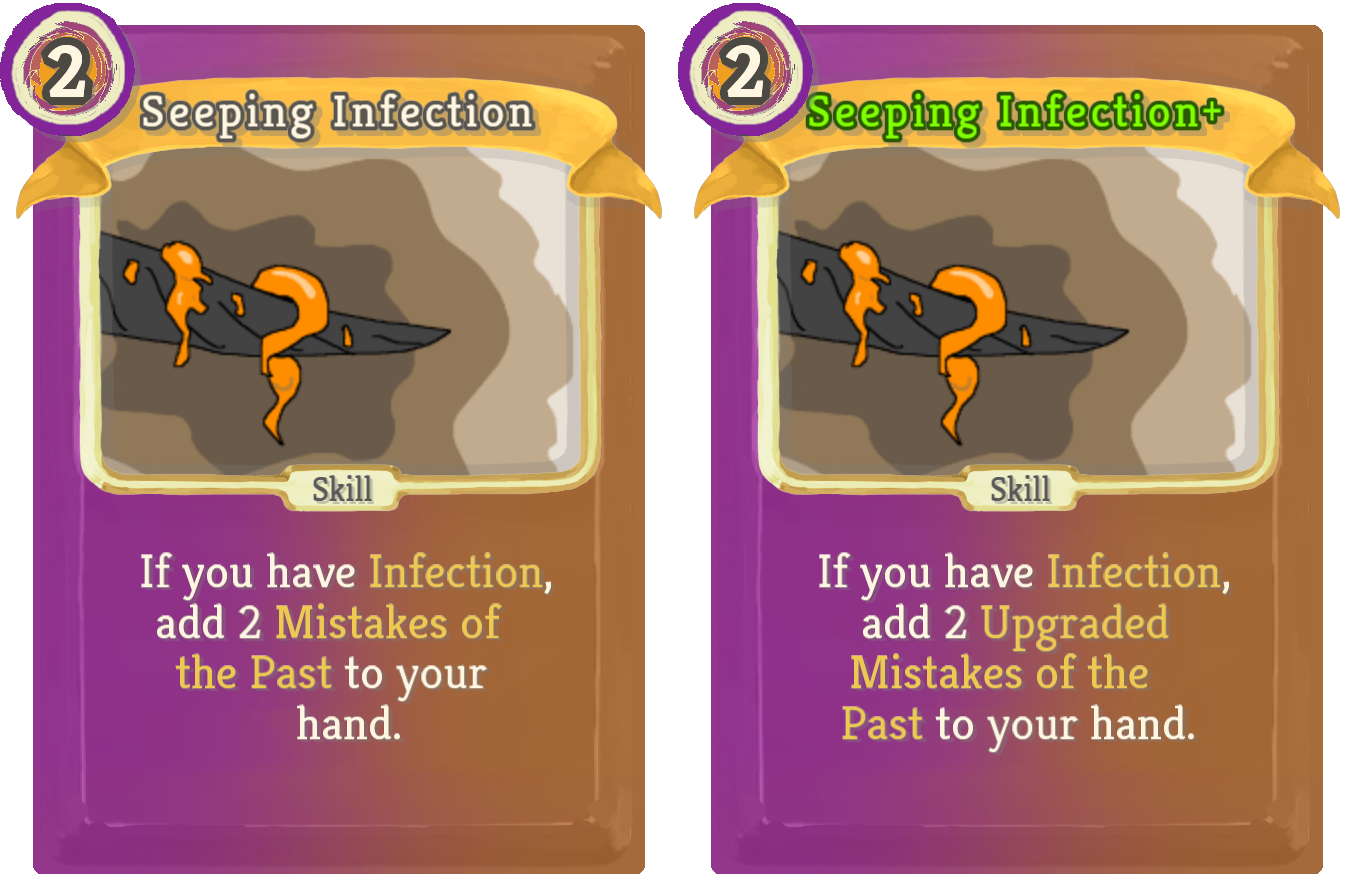 2
Seeping Infection
Skill
If you have Infection,
add 2 Mistakes of
the Past to your
hand.
2
Seeping Infection+
Skill
If you have Infection,
add 2 Upgraded
Mistakes of the
Past to your hand.